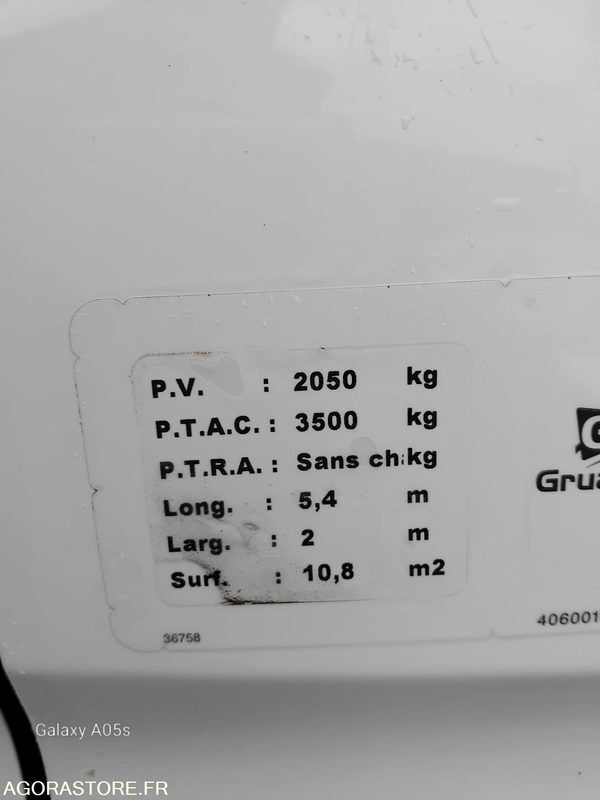 P.V. : 2050 kg
P.T.A.C. : 3500 kg
P.T.R.A. : Sans ch kg
Long. : 5,4 m
Larg. : 2 m
Surf. : 10,8 m2
Grua
406001
36758
Galaxy A05s
AGORASTORE.FR